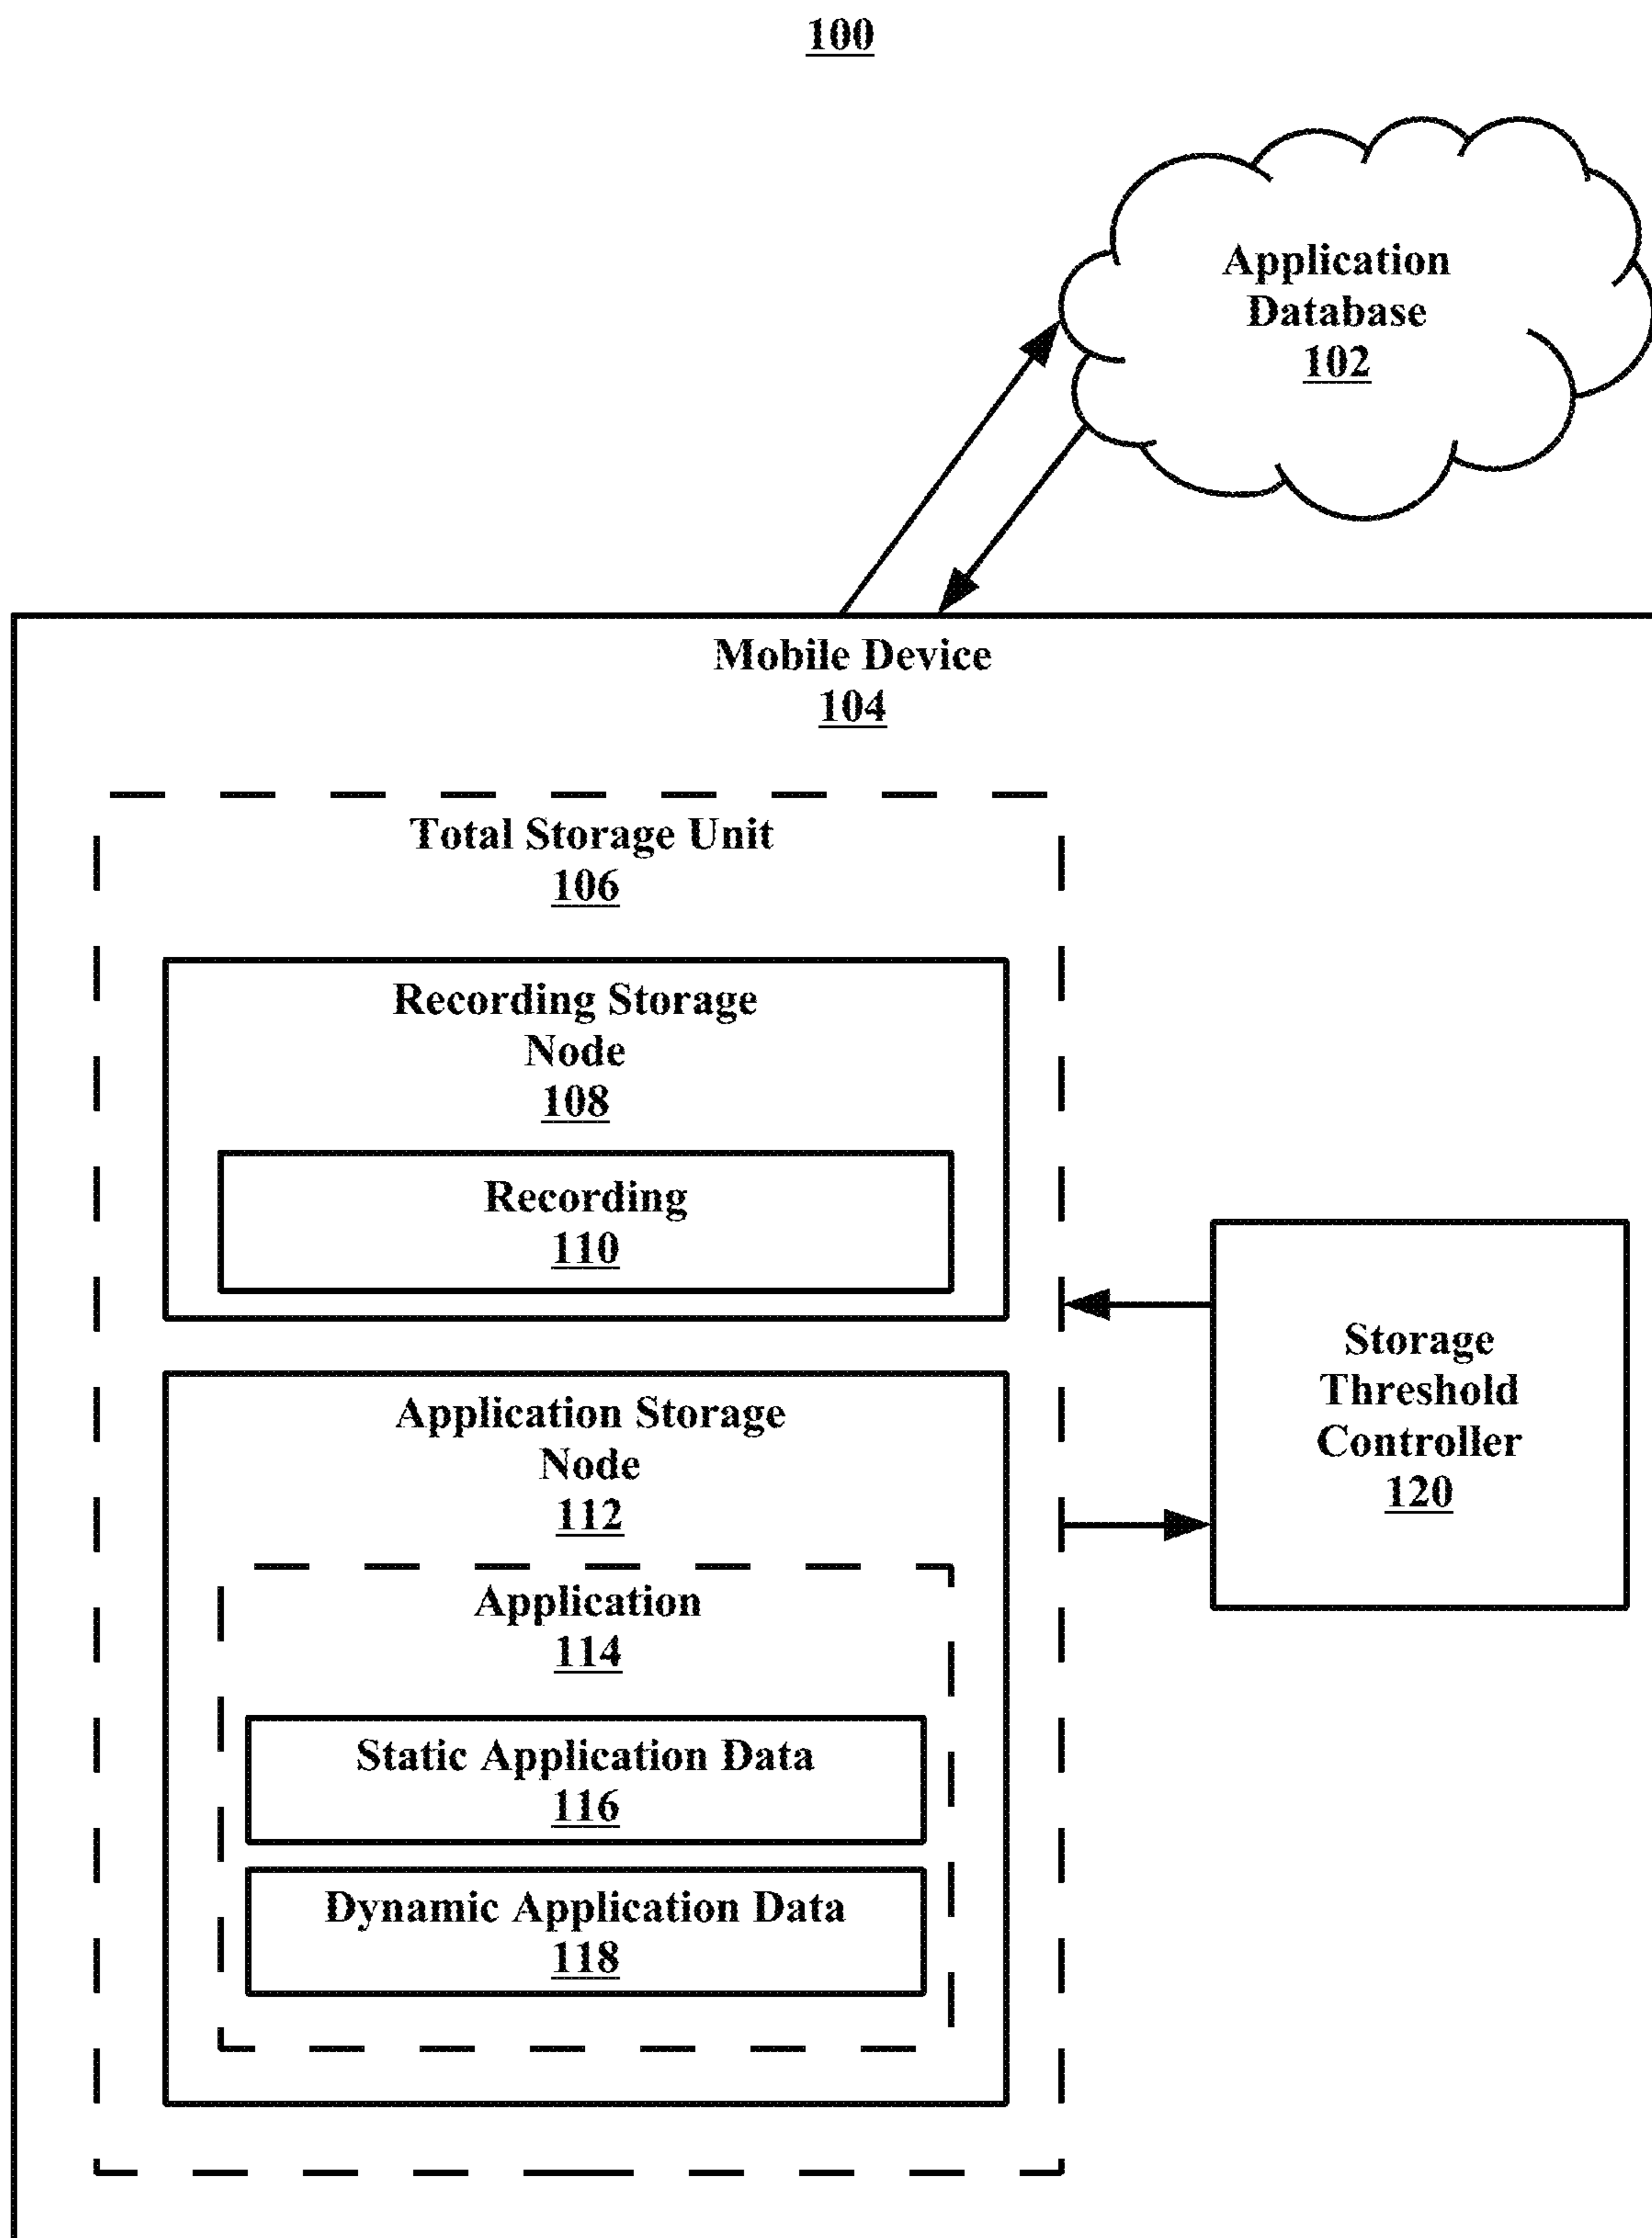 100
Application
Database
102
Mobile Device
104
Total Storage Unit
106
Recording Storage
Node
108
Recording
110
Application Storage
Node
112
Application
114
Static Application Data
116
Dynamic Application Data
118
Storage
Threshold
Controller
120